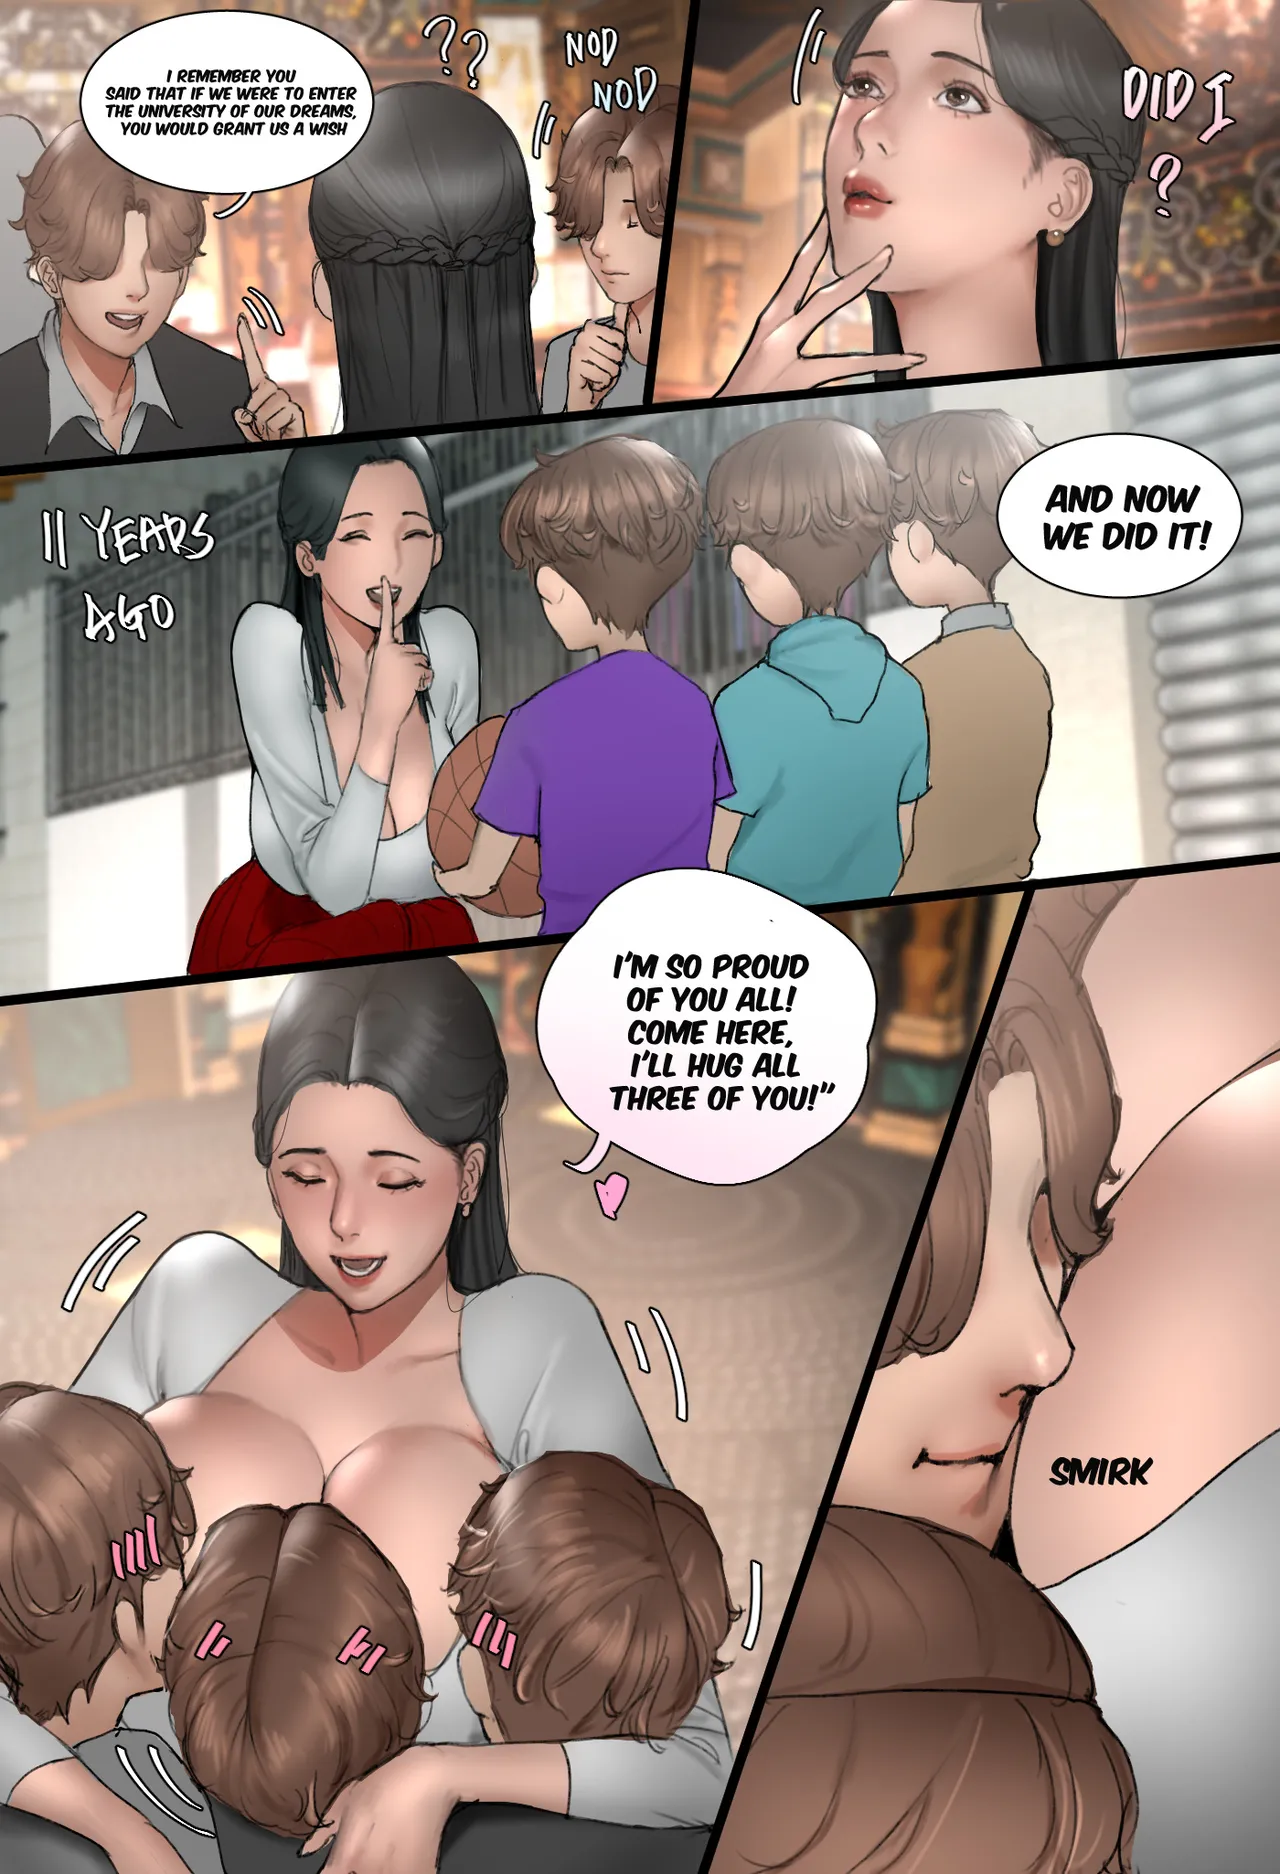 I REMEMBER YOU
SAID THAT IF WE WERE TO ENTER
THE UNIVERSITY OF OUR DREAMS,
YOU WOULD GRANT US A WISH
??
NOD
NOD
DID I
?
11 YEARS
AGO
AND NOW
WE DID IT!
I'M SO PROUD
OF YOU ALL!
COME HERE,
I'LL HUG ALL
THREE OF YOU!"
SMIRK